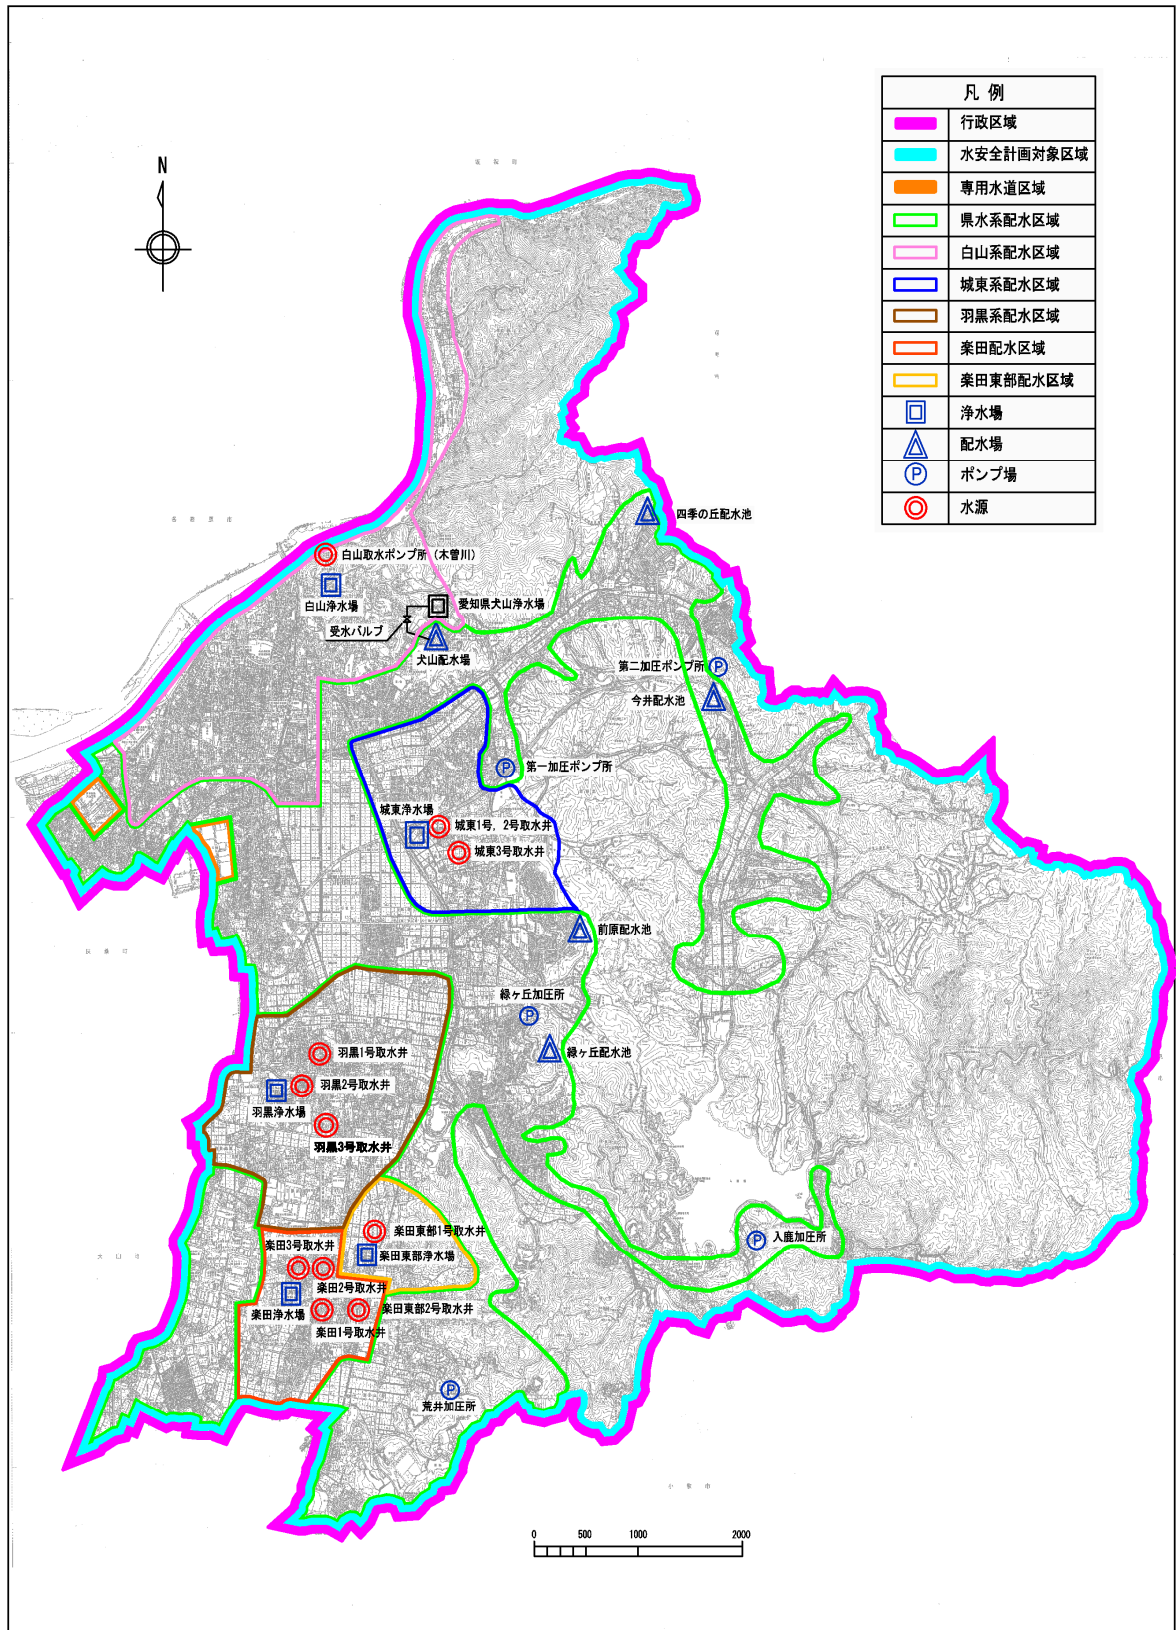 凡例
行政区域
水安全計画対象区域
専用水道区域
県水系配水区域
白山系配水区域
城東系配水区域
羽黒系配水区域
楽田配水区域
楽田東部配水区域
浄水場
配水場
P ポンプ場
水源
N
四季の丘配水池
白山取水ポンプ所（木曽川）
白山浄水場
愛知県犬山浄水場
受水バルブ
犬山配水場
第二加圧ポンプ所 P
今井配水池
P 第一加圧ポンプ所
城東浄水場
城東1号，2号取水井
城東3号取水井
前原配水池
緑ヶ丘加圧所
P
緑ヶ丘配水池
羽黒1号取水井
羽黒2号取水井
羽黒浄水場
羽黒3号取水井
楽田東部1号取水井
楽田3号取水井
楽田東部浄水場
P 入鹿加圧所
楽田2号取水井
楽田浄水場
楽田東部2号取水井
楽田1号取水井
P
荒井加圧所
小牧市
0 500 1000 2000